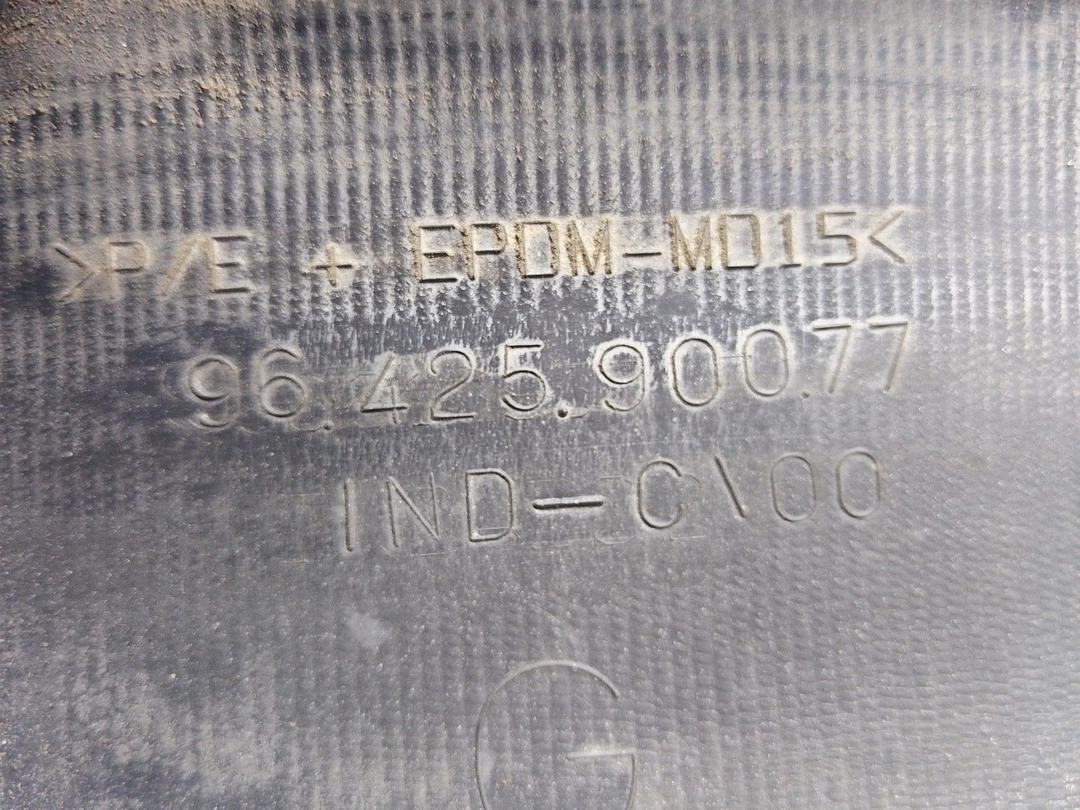 >P/E + EPDM-MD15<
96.425.900.77
IND-C\00
G